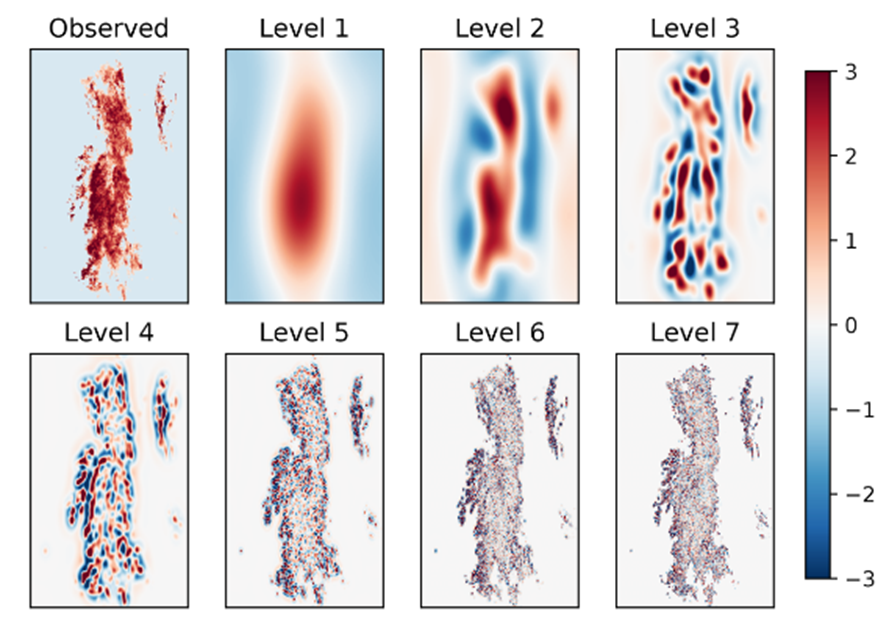 Observed
Level 1
Level 2
Level 3
Level 4
Level 5
Level 6
Level 7
3
2
1
0
−1
−2
−3